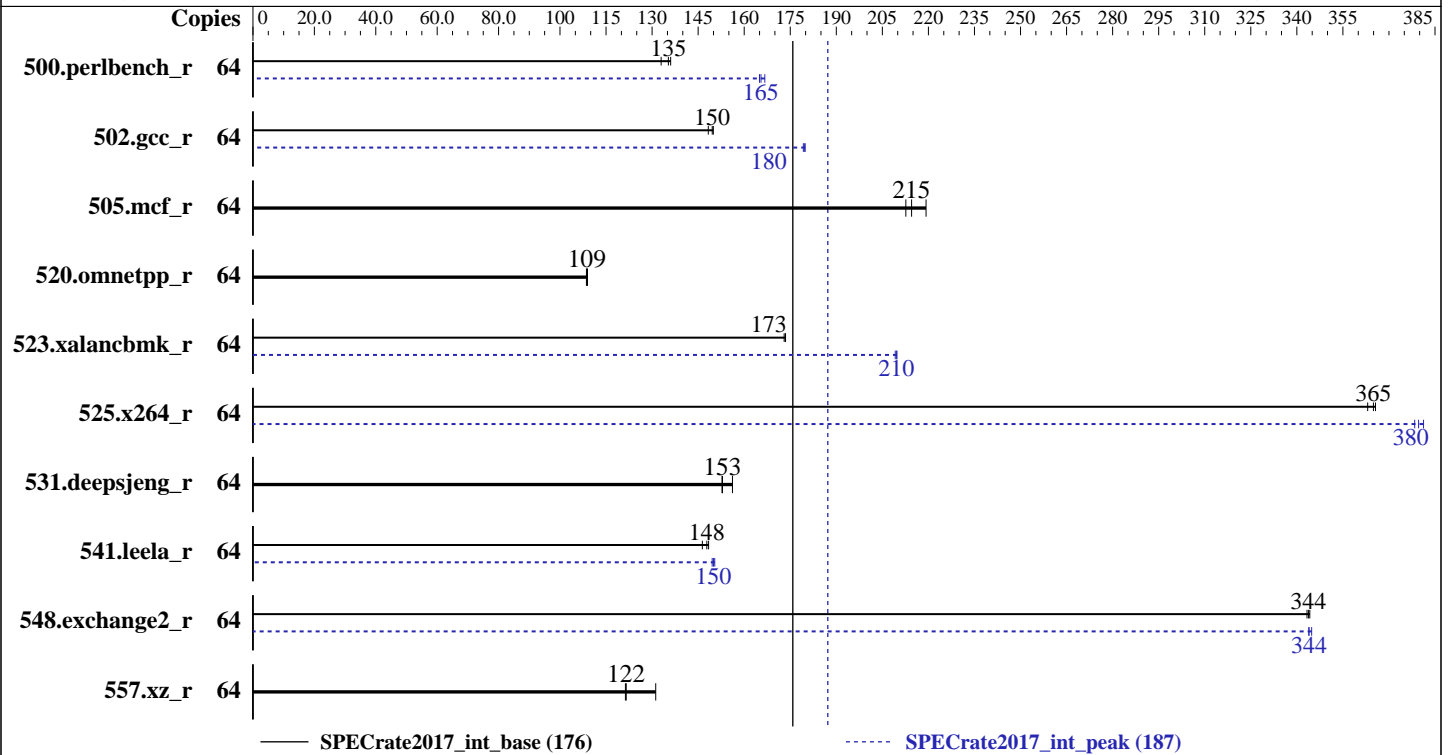 Copies 0 20.0 40.0 60.0 80.0 100 115 130 145 160 175 190 205 220 235 250 265 280 295 310 325 340 355 385
500.perlbench_r 64 135
165
502.gcc_r 64 150
180
505.mcf_r 64 215
520.omnetpp_r 64 109
523.xalancbmk_r 64 173
210
525.x264_r 64 365
380
531.deepsjeng_r 64 153
541.leela_r 64 148
150
548.exchange2_r 64 344
344
557.xz_r 64 122
SPECrate2017_int_base (176) SPECrate2017_int_peak (187)